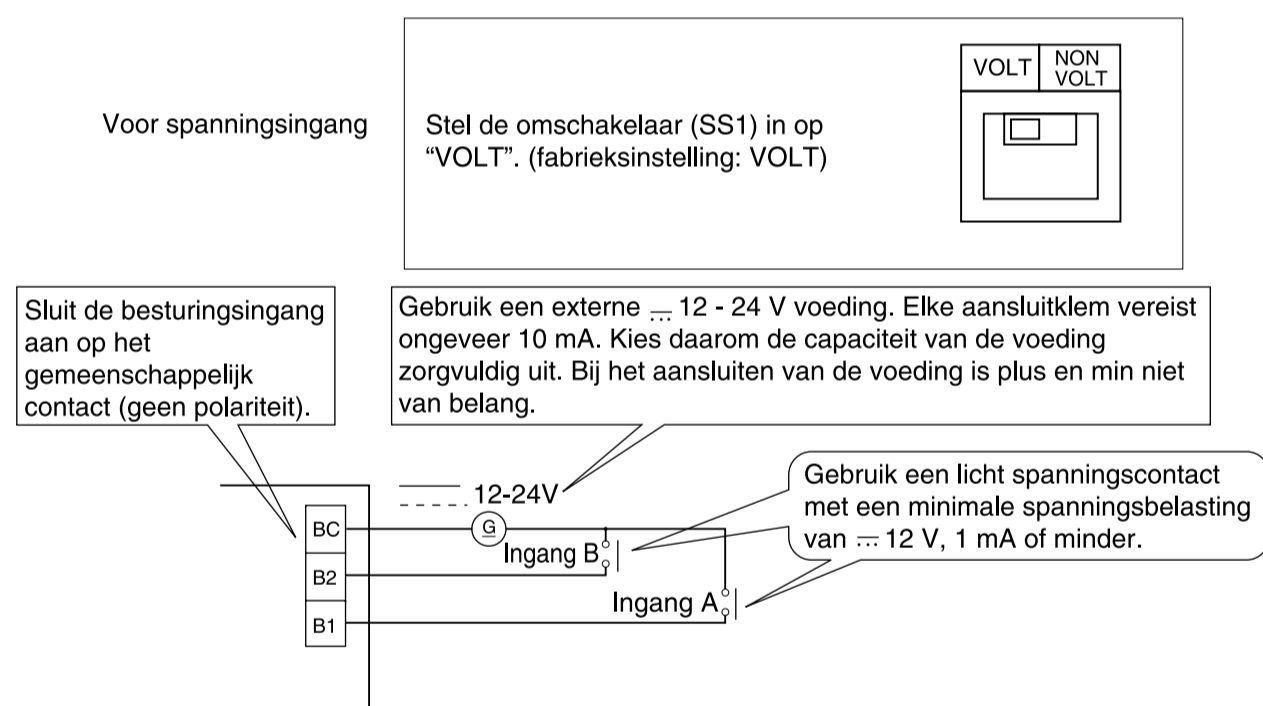 VOLT
NON
VOLT
Voor spanningsingang
Stel de omschakelaar (SS1) in op
“VOLT”. (fabrieksinstelling: VOLT)
Sluit de besturingsingang
aan op het
gemeenschappelijk
contact (geen polariteit).
Gebruik een externe ⎓ 12 - 24 V voeding. Elke aansluitklem vereist
ongeveer 10 mA. Kies daarom de capaciteit van de voeding
zorgvuldig uit. Bij het aansluiten van de voeding is plus en min niet
van belang.
12-24V
Gebruik een licht spanningscontact
met een minimale spanningsbelasting
van ⎓ 12 V, 1 mA of minder.
BC
G
Ingang B
B2
Ingang A
B1